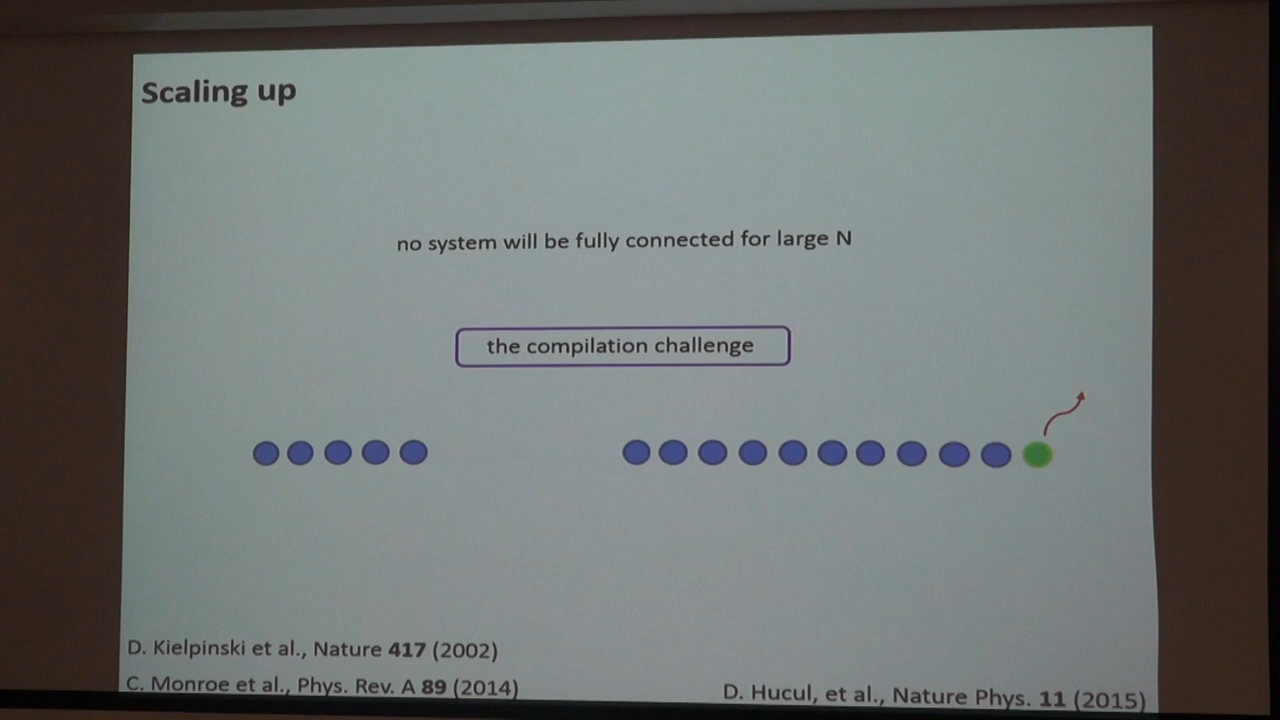 Scaling up
no system will be fully connected for large N
the compilation challenge
D. Kielpinski et al., Nature 417 (2002)
C. Monroe et al., Phys. Rev. A 89 (2014)
D. Hucul, et al., Nature Phys. 11 (2015)